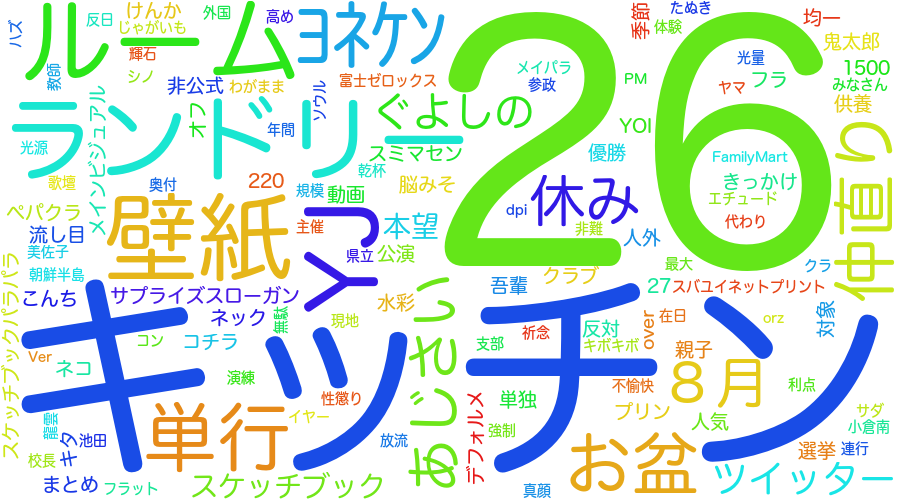 ハズ
反日
ルーム
けんか
じゃがいも
外国
高め
ヨネケン
26
季節
たぬき
体験
均一
鬼太郎
教師
シノ
輝石
非公式
わがまま
ソウル
富士ゼロックス
メイパラ
参政
PM
光量
ヤマ
フラ
1500
みなさん
供養
ランドリー
オフ
年間
ぐよしの
スミマセン
乾杯
優勝
YOI
FamilyMart
きっかけ
エチュード
代わり
仲直り
光源
歌壇
メインビジュアル
奥付
220
規模
動画
脳みそ
dpi
休み
非難
人外
ペパクラ
流し目
美佐子
朝鮮半島
壁紙
主催
Yつ
本望
県立
公演
最大
クラ
こんち
サプライズスローガン
ネック
無駄
水彩
クラブ
吾輩
27
スバユイネットプリント
対象
キッチン
現地
あじさい
支部
祈念
反対
キボキボ
over
在日
orz
親子
Ver
ネコ
コン
コチラ
演練
スケッチブックパラパラ
性懲り
イヤー
放流
デフォルメ
単独
強制
不愉快
プリン
8月
人気
利点
サダ
小倉南
龍雲
キタ
池田
校長
単行
お盆
選挙
連行
まとめ
フラット
スケッチブック
真顔
ツイッター